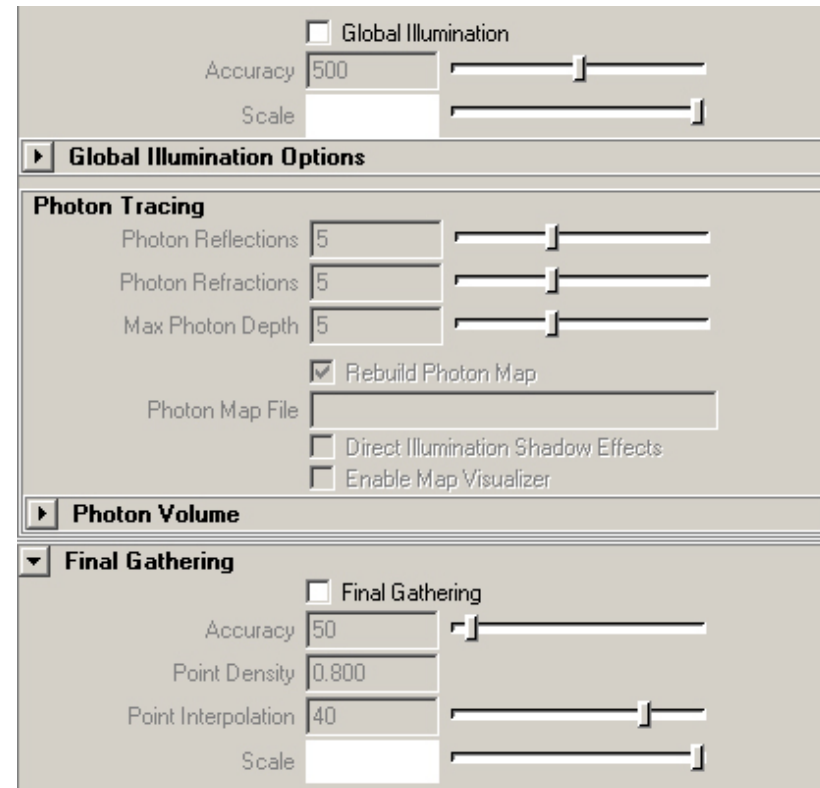 Global Illumination
Accuracy 500
Scale
Global Illumination Options
Photon Tracing
Photon Reflections 5
Photon Refractions 5
Max Photon Depth 5
Rebuild Photon Map
Photon Map File
Direct Illumination Shadow Effects
Enable Map Visualizer
Photon Volume
Final Gathering
Final Gathering
Accuracy 50
Point Density 0.800
Point Interpolation 40
Scale